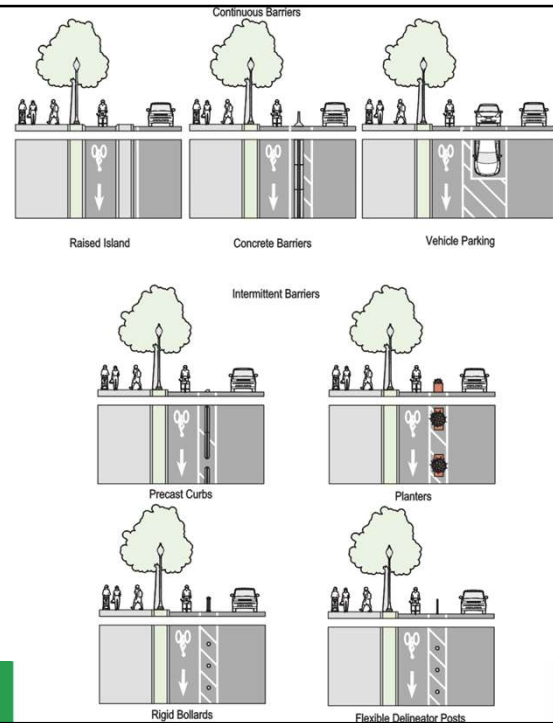 Continuous Barriers
Raised Island
Concrete Barriers
Vehicle Parking
Intermittent Barriers
Precast Curbs
Planters
Rigid Bollards
Flexible Delineator Posts